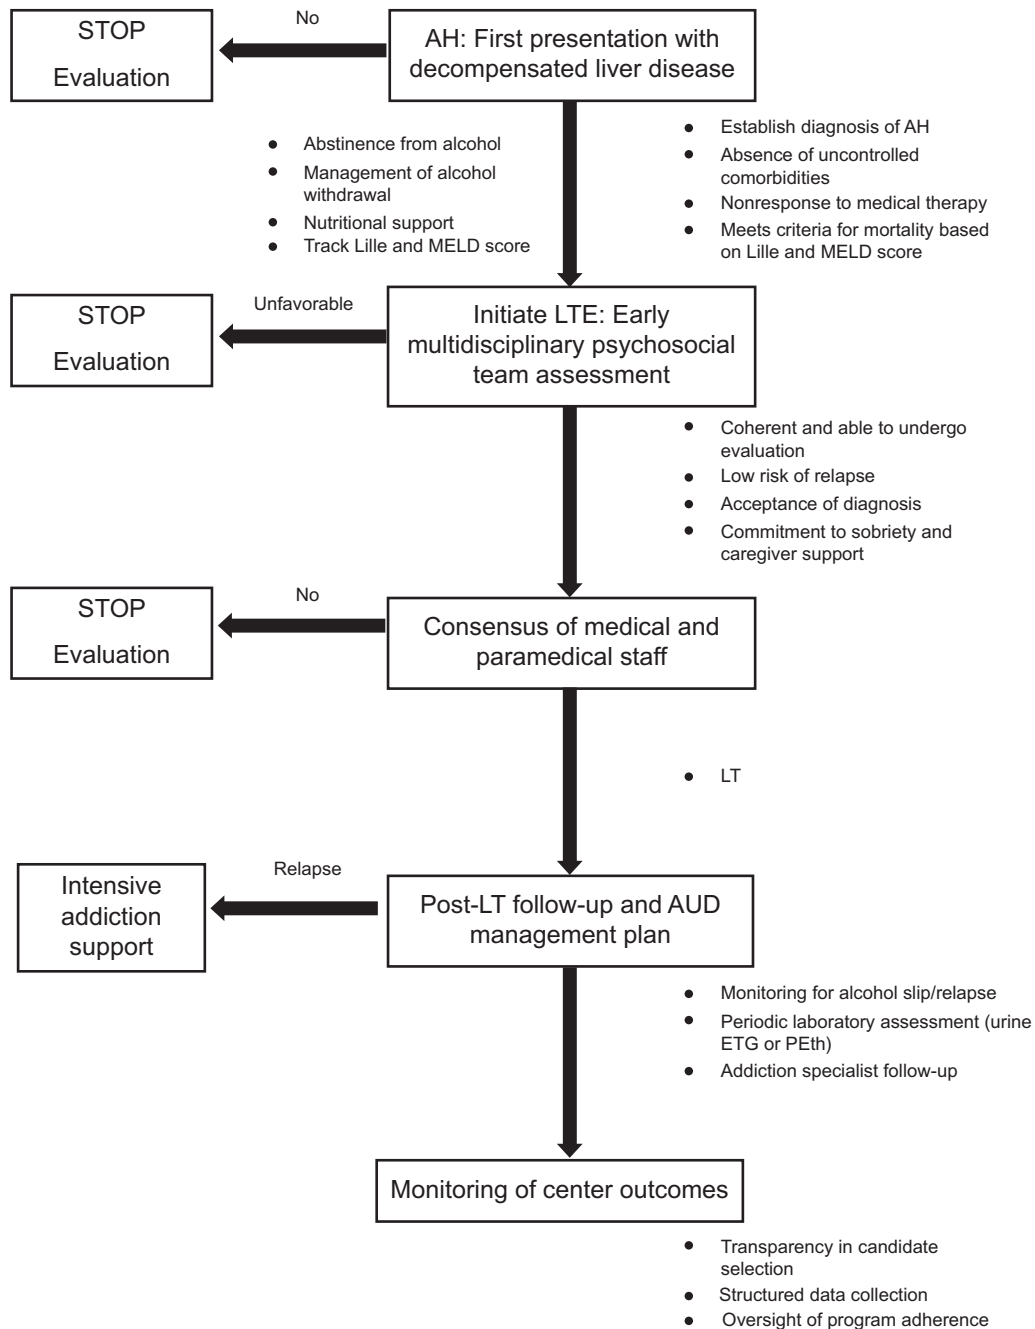 STOP
Evaluation
No
AH: First presentation with
decompensated liver disease
Abstinence from alcohol
Management of alcohol
withdrawal
Nutritional support
Track Lille and MELD score
Establish diagnosis of AH
Absence of uncontrolled
comorbidities
Nonresponse to medical therapy
Meets criteria for mortality based
on Lille and MELD score
STOP
Evaluation
Unfavorable
Initiate LTE: Early
multidisciplinary psychosocial
team assessment
Coherent and able to undergo
evaluation
Low risk of relapse
Acceptance of diagnosis
Commitment to sobriety and
caregiver support
STOP
Evaluation
No
Consensus of medical and
paramedical staff
LT
Intensive
addiction
support
Relapse
Post-LT follow-up and AUD
management plan
Monitoring for alcohol slip/relapse
Periodic laboratory assessment (urine
ETG or PEth)
Addiction specialist follow-up
Monitoring of center outcomes
Transparency in candidate
selection
Structured data collection
Oversight of program adherence